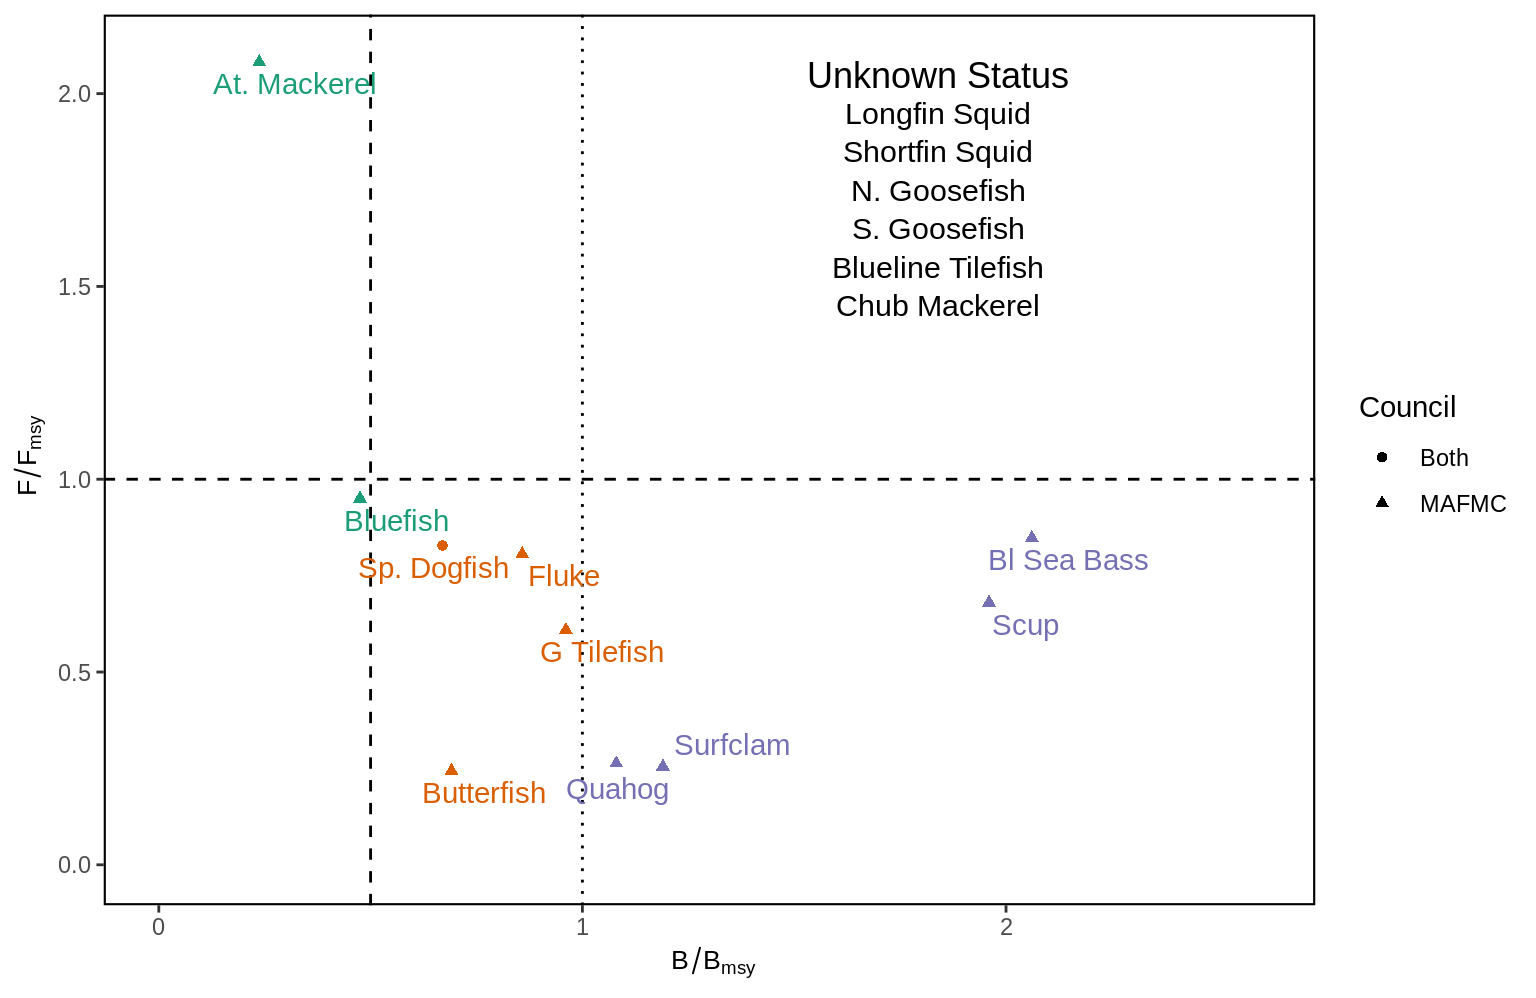 At. Mackerel
Unknown Status
Longfin Squid
Shortfin Squid
N. Goosefish
S. Goosefish
Blueline Tilefish
Chub Mackerel
Bluefish
Sp. Dogfish
Fluke
G Tilefish
Butterfish
Quahog
Surfclam
Bl Sea Bass
Scup
2.0
1.5
1.0
0.5
0.0
F/Fmsy
0
1
2
B/Bmsy
Council
Both
MAFMC